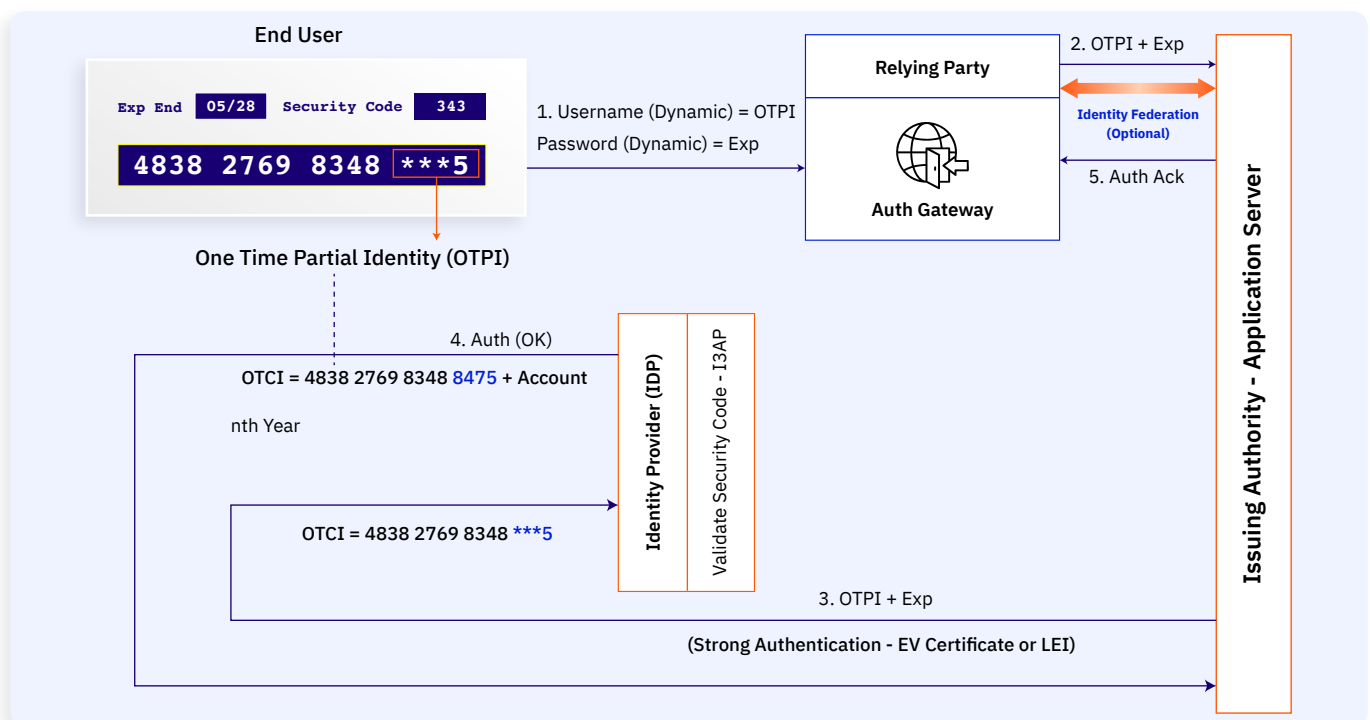 End User
Exp End 05/28 Security Code 343
4838 2769 8348 ***5
One Time Partial Identity (OTPI)
1. Username (Dynamic) = OTPI
Password (Dynamic) = Exp
Relying Party
Auth Gateway
2. OTPI + Exp
Identity Federation
(Optional)
5. Auth Ack
Issuing Authority - Application Server
4. Auth (OK)
OTCI = 4838 2769 8348 8475 + Account
nth Year
OTCI = 4838 2769 8348 ***5
Identity Provider (IDP)
Validate Security Code - I3AP
3. OTPI + Exp
(Strong Authentication - EV Certificate or LEI)